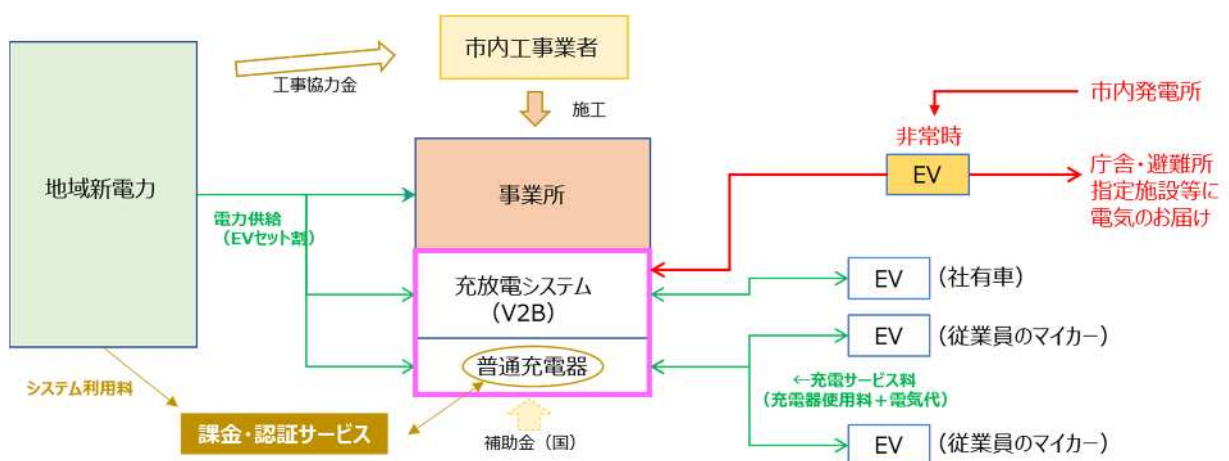 市内工事業者
工事協力金
施工
市内発電所
非常時
EV
庁舎・避難所
指定施設等に
電気のお届け
地域新電力
事業所
電力供給
（EVセット割）
充放電システム
（V2B）
EV
（社有車）
EV
（従業員のマイカー）
普通充電器
←充電サービス料
（充電器使用料＋電気代）
システム利用料
課金・認証サービス
補助金（国）
EV
（従業員のマイカー）